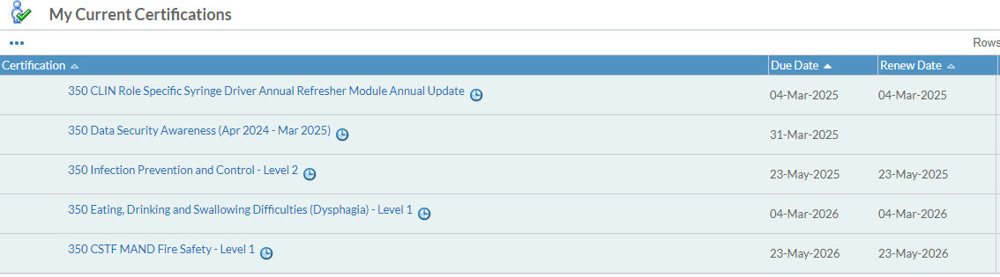 My Current Certifications
Rows
Certification Due Date Renew Date
350 CLIN Role Specific Syringe Driver Annual Refresher Module Annual Update 04-Mar-2025 04-Mar-2025
350 Data Security Awareness (Apr 2024 - Mar 2025) 31-Mar-2025
350 Infection Prevention and Control - Level 2 23-May-2025 23-May-2025
350 Eating, Drinking and Swallowing Difficulties (Dysphagia) - Level 1 04-Mar-2026 04-Mar-2026
350 CSTF MAND Fire Safety - Level 1 23-May-2026 23-May-2026